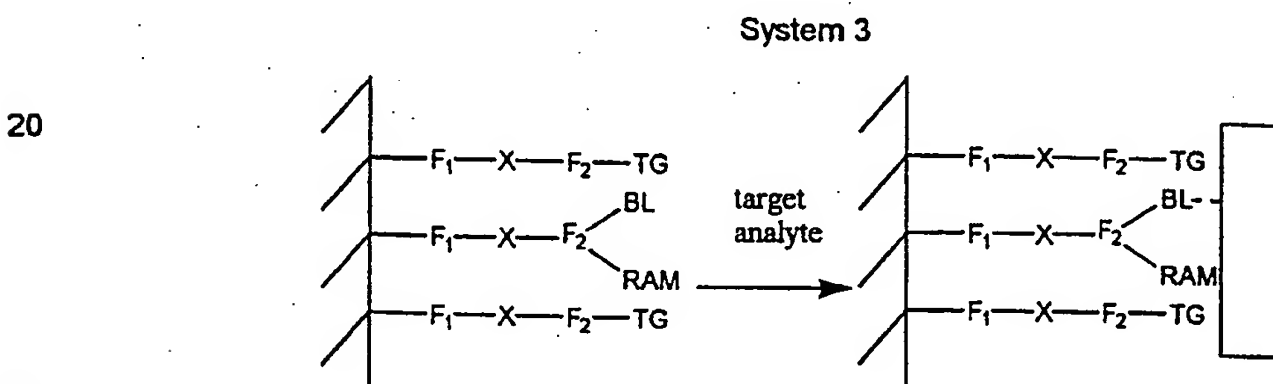 System 3
20
F₁—X—F₂—TG
BL
F₁—X—F₂
RAM
F₁—X—F₂—TG
target
analyte
F₁—X—F₂—TG
BL
F₁—X—F₂
RAM
F₁—X—F₂—TG